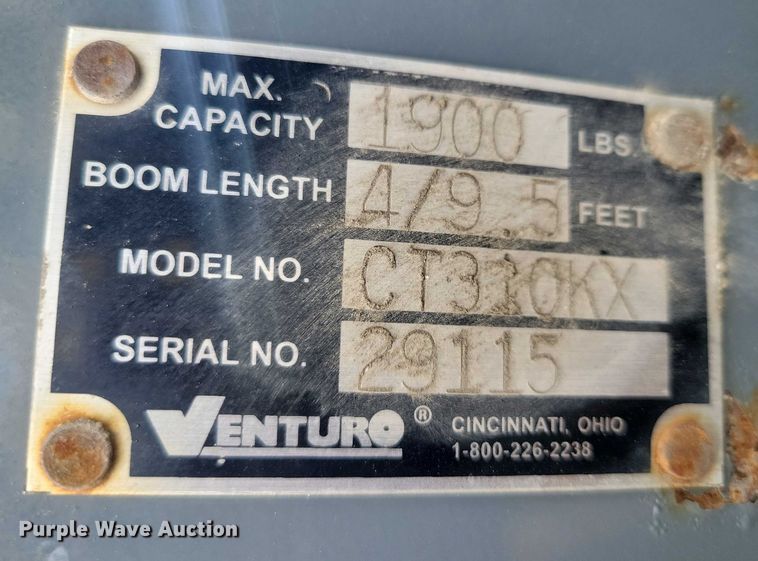 MAX.
CAPACITY 1900 LBS.
BOOM LENGTH 4/9.5 FEET
MODEL NO. CT310KX
SERIAL NO. 29115
VENTURO ® CINCINNATI, OHIO
1-800-226-2238
Purple Wave Auction